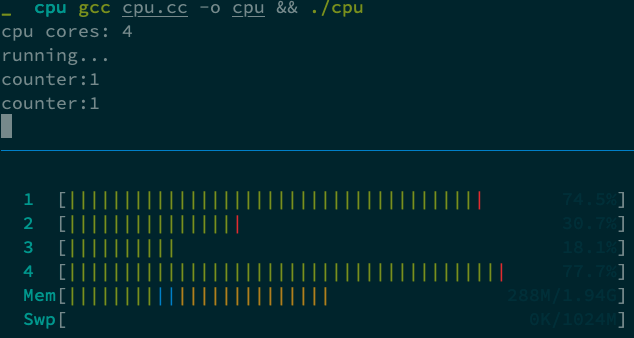 _ cpu gcc cpu.cc -o cpu && ./cpu
cpu cores: 4
running...
counter:1
counter:1
1 [||||||||||||||||||||||||||||||||||||||| 74.5%]
2 [|||||||||||||||| 30.7%]
3 [|||||||||| 18.1%]
4 [||||||||||||||||||||||||||||||||||||||||| 77.7%]
Mem[||||||||||||||||||||||||| 288M/1.94G]
Swp[ 0K/1024M]